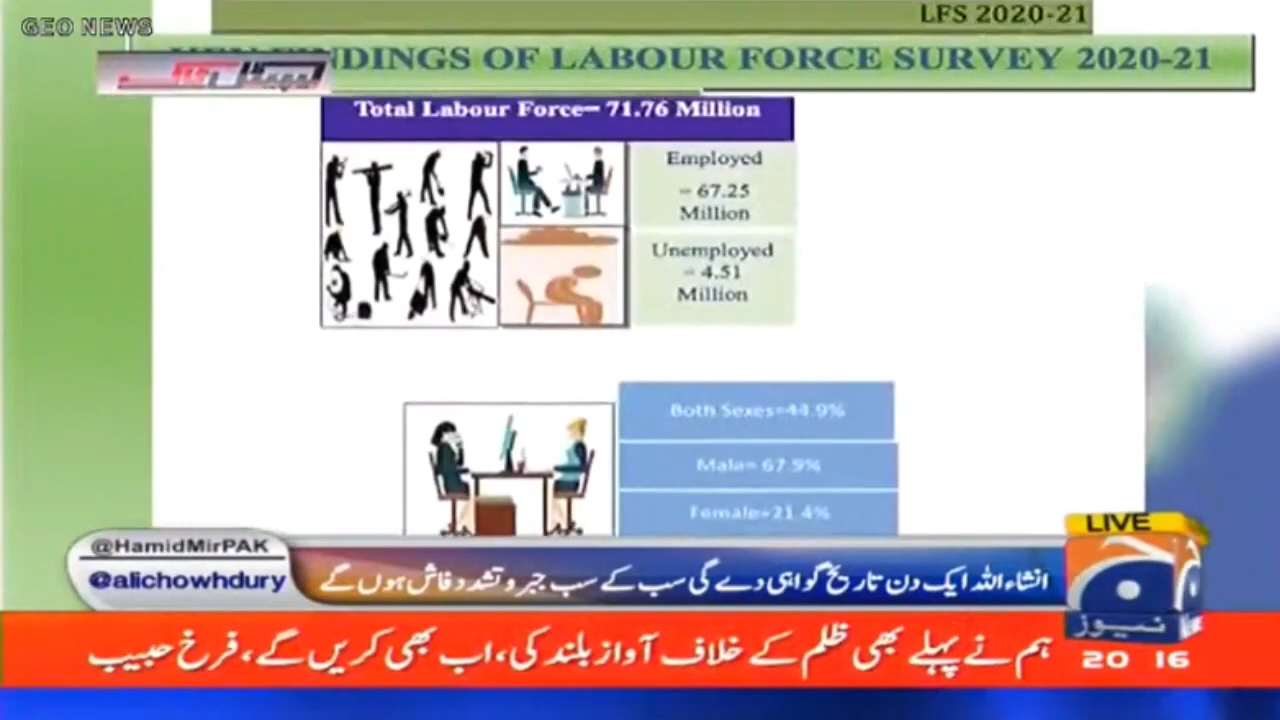 GEO NEWS
LFS 2020-21
FINDINGS OF LABOUR FORCE SURVEY 2020-21
Total Labour Force= 71.76 Million
Employed
= 67.25
Million
Unemployed
= 4.51
Million
Both Sexes=44.9%
Male= 67.9%
Female=21.4%
LIVE
@HamidMirPAK
@alichowhdury
انشاءاللہ ایک دن تاریخ گواہی دے گی سب کے سب جبر و تشدد فاش ہوں گے
نیوز
ہم نے پہلے بھی ظلم کے خلاف آواز بلند کی، اب بھی کریں گے، فرخ حبیب
20 16